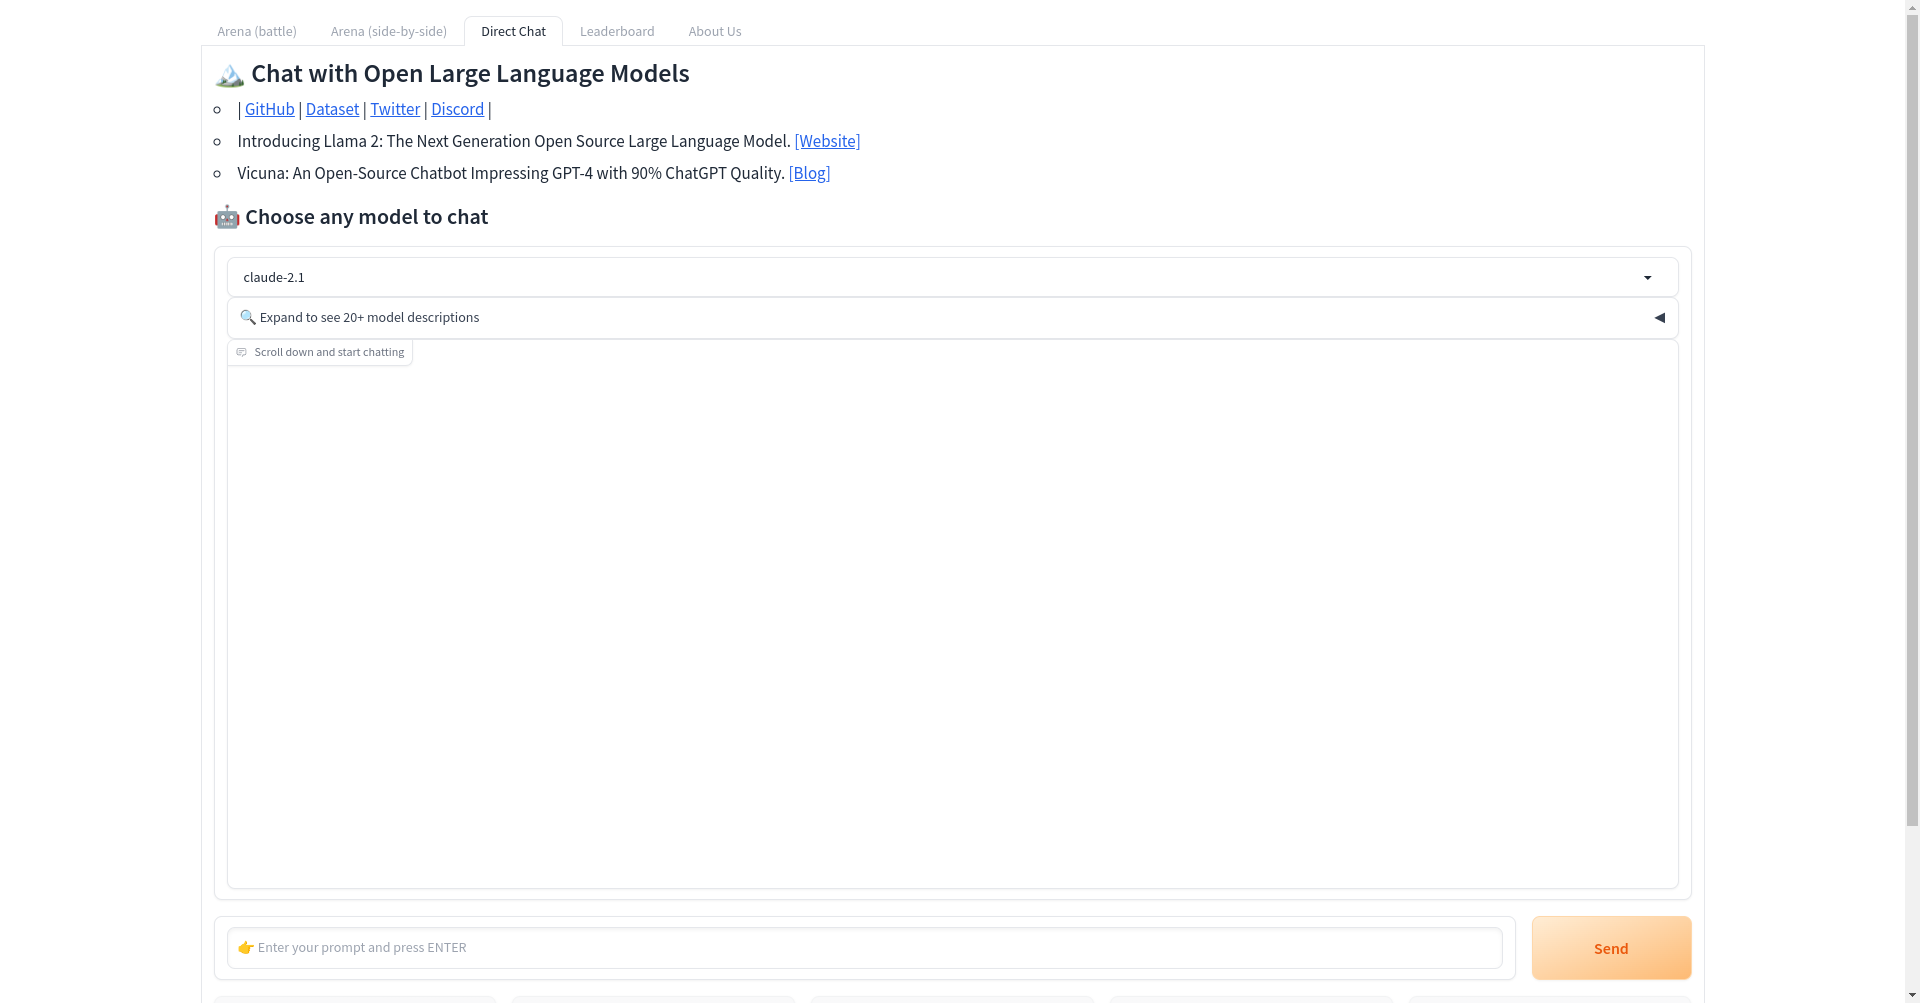 Arena (battle) Arena (side-by-side) Direct Chat Leaderboard About Us
🏔️ Chat with Open Large Language Models
| GitHub | Dataset | Twitter | Discord |
Introducing Llama 2: The Next Generation Open Source Large Language Model. [Website]
Vicuna: An Open-Source Chatbot Impressing GPT-4 with 90% ChatGPT Quality. [Blog]
🤖 Choose any model to chat
claude-2.1
🔍 Expand to see 20+ model descriptions
Scroll down and start chatting
👉 Enter your prompt and press ENTER
Send